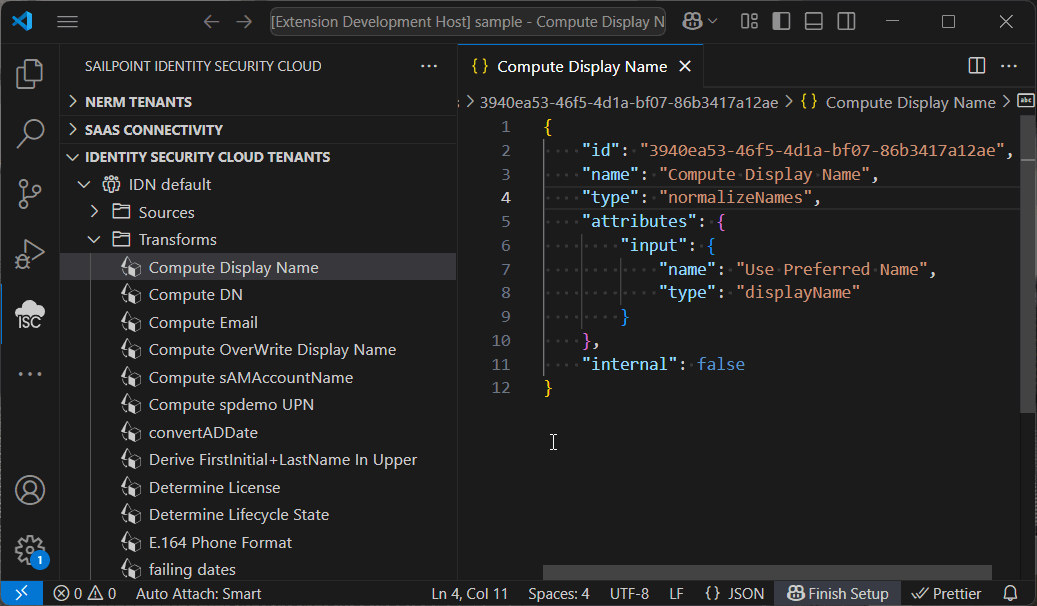 [Extension Development Host] sample - Compute Display N
SAILPOINT IDENTITY SECURITY CLOUD
NERM TENANTS
SAAS CONNECTIVITY
IDENTITY SECURITY CLOUD TENANTS
IDN default
Sources
Transforms
Compute Display Name
Compute DN
Compute Email
Compute OverWrite Display Name
Compute sAMAccountName
Compute spdemo UPN
convertADDate
Derive FirstInitial+LastName In Upper
Determine License
Determine Lifecycle State
E.164 Phone Format
failing dates
ISC
1
{} Compute Display Name
> 3940ea53-46f5-4d1a-bf07-86b3417a12ae > {} Compute Display Name > abc
1 {
2 "id": "3940ea53-46f5-4d1a-bf07-86b3417a12ae",
3 "name": "Compute Display Name",
4 "type": "normalizeNames",
5 "attributes": {
6 "input": {
7 "name": "Use Preferred Name",
8 "type": "displayName"
9 }
10 },
11 "internal": false
12 }
0 0 Auto Attach: Smart Ln 4, Col 11 Spaces: 4 UTF-8 LF {} JSON Finish Setup Prettier